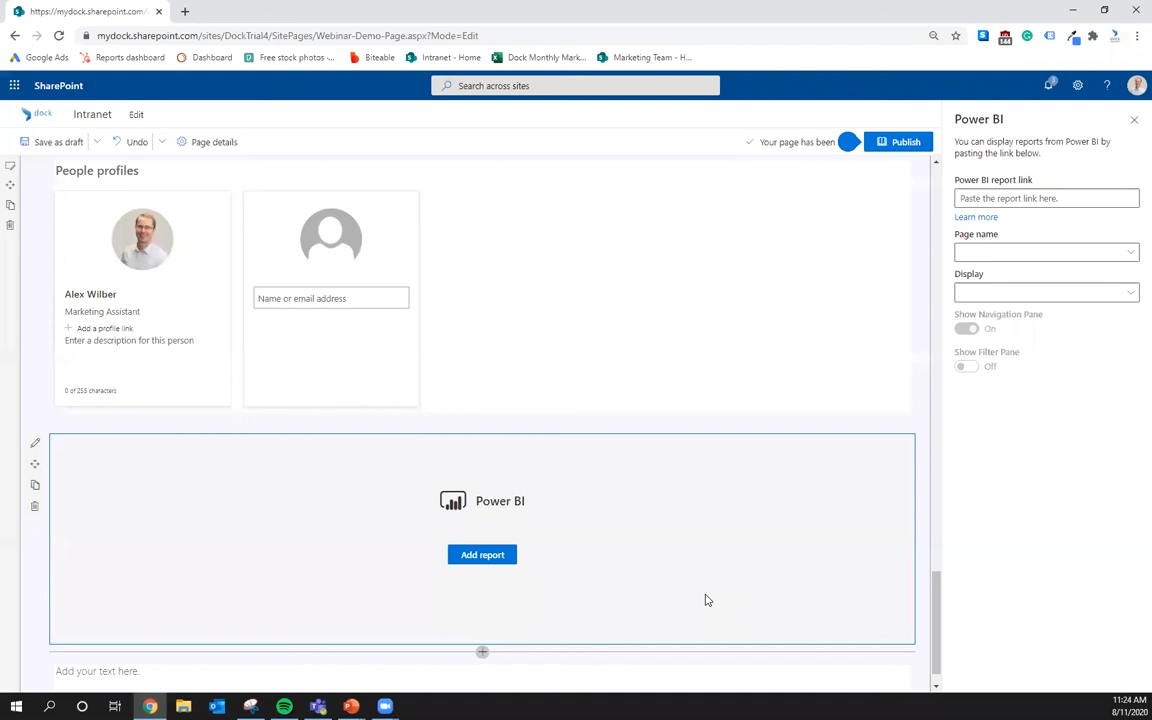 https://mydock.sharepoint.com/
mydock.sharepoint.com/sites/DockTrial4/SitePages/Webinar-Demo-Page.aspx?Mode=Edit
144
Google Ads
Reports dashboard
Dashboard
Free stock photos -...
Biteable
Intranet - Home
Dock Monthly Mark...
Marketing Team - H...
SharePoint
Search across sites
3
?
dock
Intranet
Edit
Save as draft
Undo
Page details
Your page has been
Publish
Power BI
You can display reports from Power BI by
pasting the link below.
Power BI report link
Paste the report link here.
Learn more
Page name
Display
Show Navigation Pane
On
Show Filter Pane
Off
People profiles
Alex Wilber
Marketing Assistant
Add a profile link
Enter a description for this person
0 of 255 characters
Name or email address
Power BI
Add report
Add your text here.
11:24 AM
8/11/2020